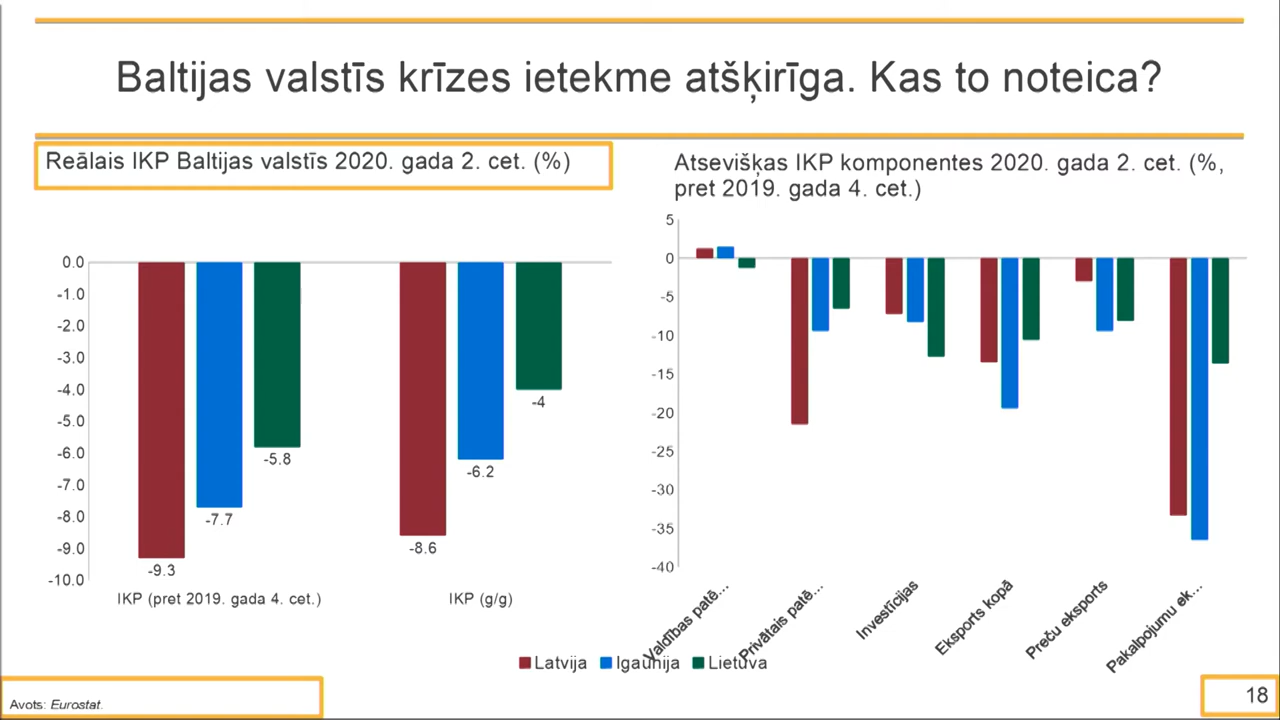 Baltijas valstīs krīzes ietekme atšķirīga. Kas to noteica?
Reālais IKP Baltijas valstīs 2020. gada 2. cet. (%)
0.0
-1.0
-2.0
-3.0
-4.0
-5.0
-6.0
-7.0
-8.0
-9.0
-10.0
-9.3
-7.7
-5.8
-8.6
-6.2
-4
IKP (pret 2019. gada 4. cet.)
IKP (g/g)
Atsevišķas IKP komponentes 2020. gada 2. cet. (%,
pret 2019. gada 4. cet.)
5
0
-5
-10
-15
-20
-25
-30
-35
-40
Valdības patē...
Privātais patē...
Investīcijas
Eksports kopā
Preču eksports
Pakalpojumu ek...
Latvija Igaunija Lietuva
Avots: Eurostat.
18